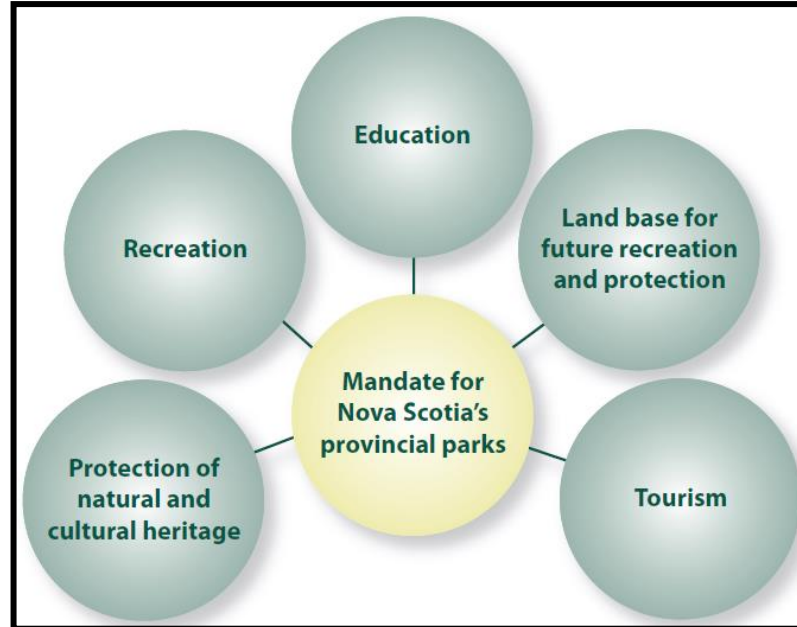 Education
Recreation
Land base for
future recreation
and protection
Mandate for
Nova Scotia’s
provincial parks
Protection of
natural and
cultural heritage
Tourism